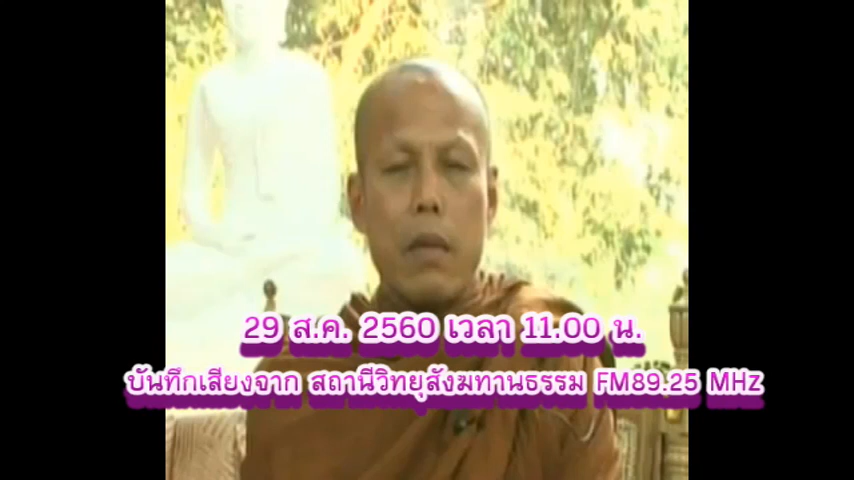 29 ส.ค. 2560 เวลา 11.00 น.
บันทึกเสียงจาก สถานีวิทยุสังฆทานธรรม FM89.25 MHz